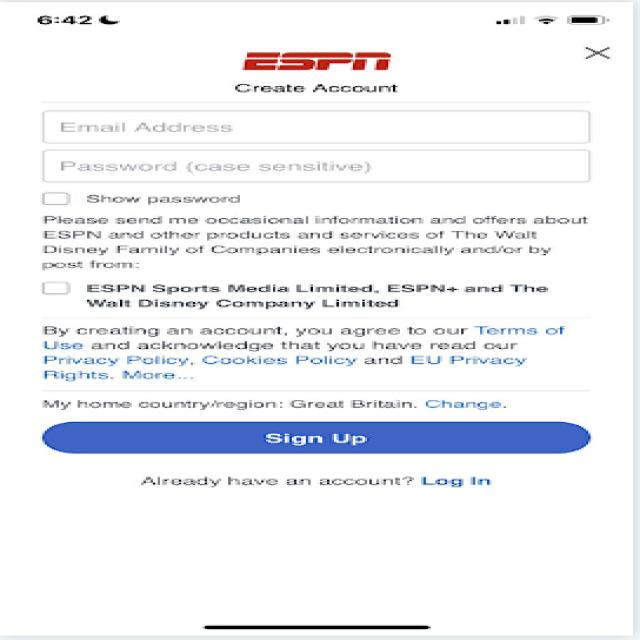 6:42
ESPN
Create Account
Email Address
Password (case sensitive)
Show password
Please send me occasional information and offers about
ESPN and other products and services of The Walt
Disney Family of Companies electronically and/or by
post from:
ESPN Sports Media Limited, ESPN+ and The
Walt Disney Company Limited
By creating an account, you agree to our Terms of
Use and acknowledge that you have read our
Privacy Policy, Cookies Policy and EU Privacy
Rights. More...
My home country/region: Great Britain. Change.
Sign Up
Already have an account? Log In